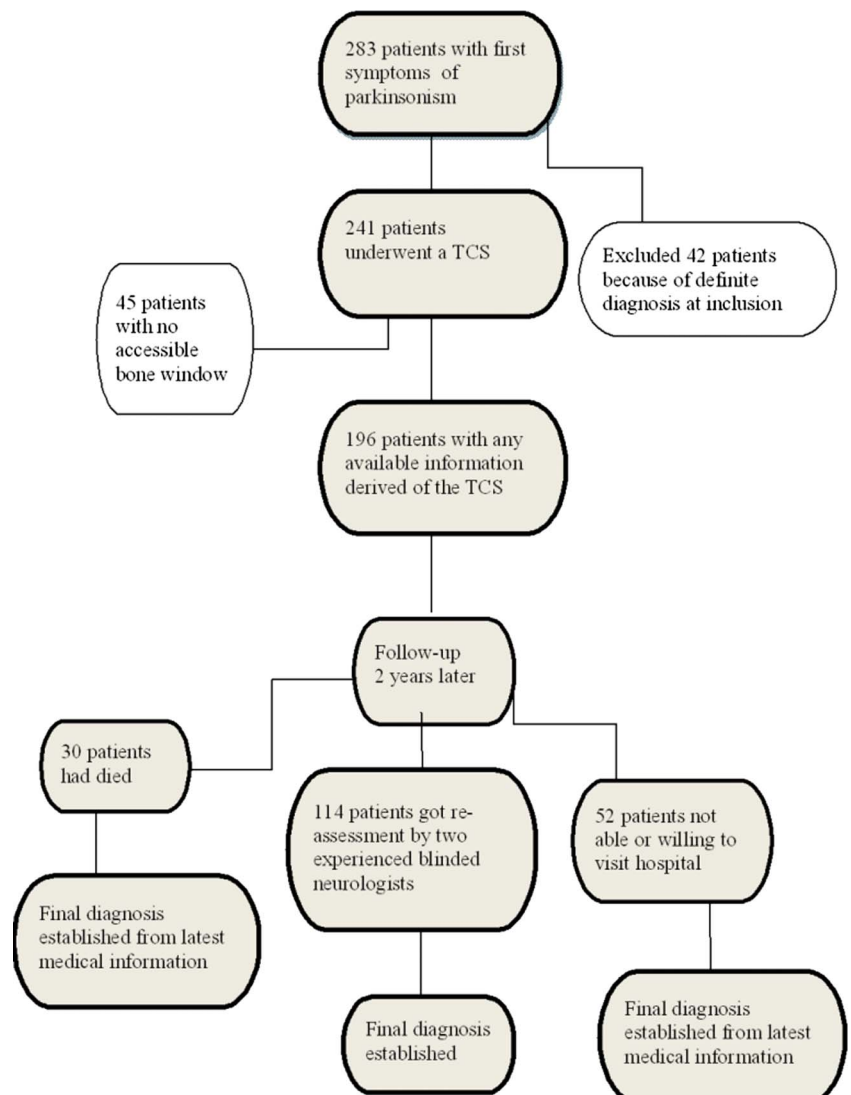 283 patients with first
symptoms of
parkinsonism
241 patients
underwent a TCS
Excluded 42 patients
because of definite
diagnosis at inclusion
45 patients
with no
accessible
bone window
196 patients with any
available information
derived of the TCS
Follow-up
2 years later
30 patients
had died
114 patients got re-
assessment by two
experienced blinded
neurologists
52 patients not
able or willing to
visit hospital
Final diagnosis
established from latest
medical information
Final diagnosis
established
Final diagnosis
established from latest
medical information